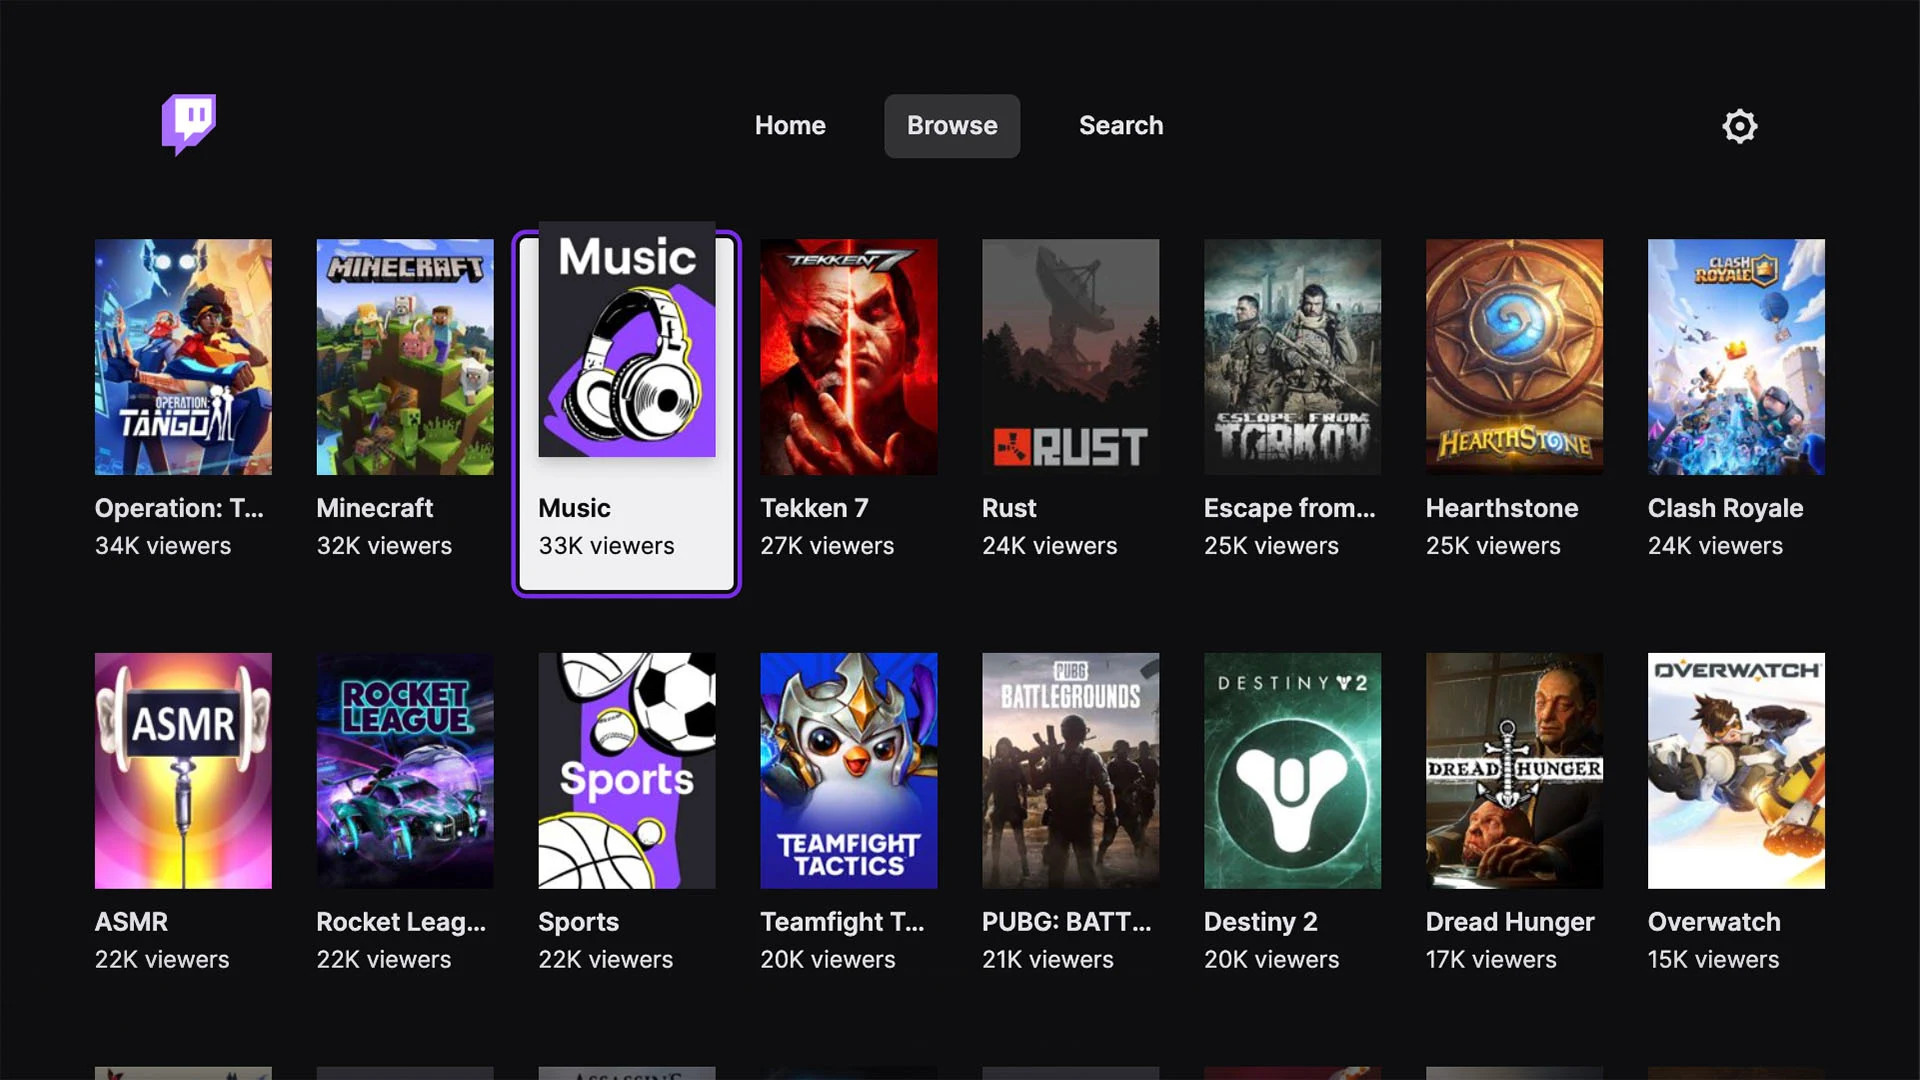 Home
Browse
Search
OPERATION:
TANGO
MINECRAFT
Music
TEKKEN 7
RUST
ESCAPE FROM
TARKOV
HEARTHSTONE
CLASH
ROYALE
Operation: T...
Minecraft
Music
Tekken 7
Rust
Escape from...
Hearthstone
Clash Royale
34K viewers
32K viewers
33K viewers
27K viewers
24K viewers
25K viewers
25K viewers
24K viewers
ASMR
ROCKET
LEAGUE
Sports
TEAMFIGHT
TACTICS
PUBG
BATTLEGROUNDS
DESTINY 2
DREAD HUNGER
OVERWATCH
ASMR
Rocket Leag...
Sports
Teamfight T...
PUBG: BATT...
Destiny 2
Dread Hunger
Overwatch
22K viewers
22K viewers
22K viewers
20K viewers
21K viewers
20K viewers
17K viewers
15K viewers
ASSASSIN'S